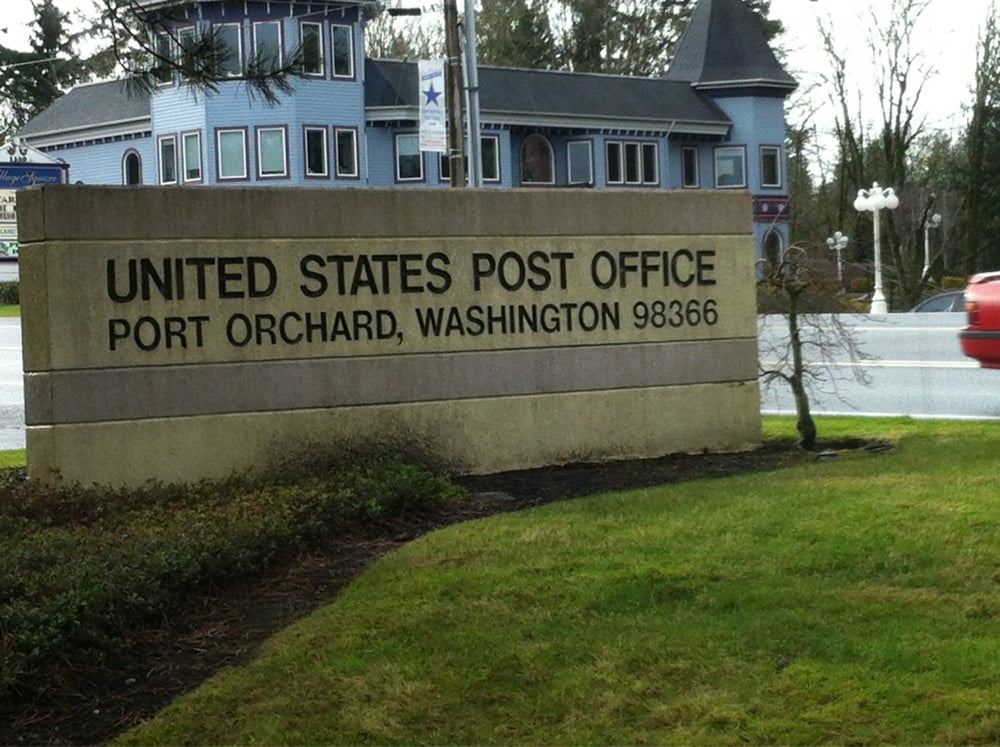 UNITED STATES POST OFFICE
PORT ORCHARD, WASHINGTON 98366